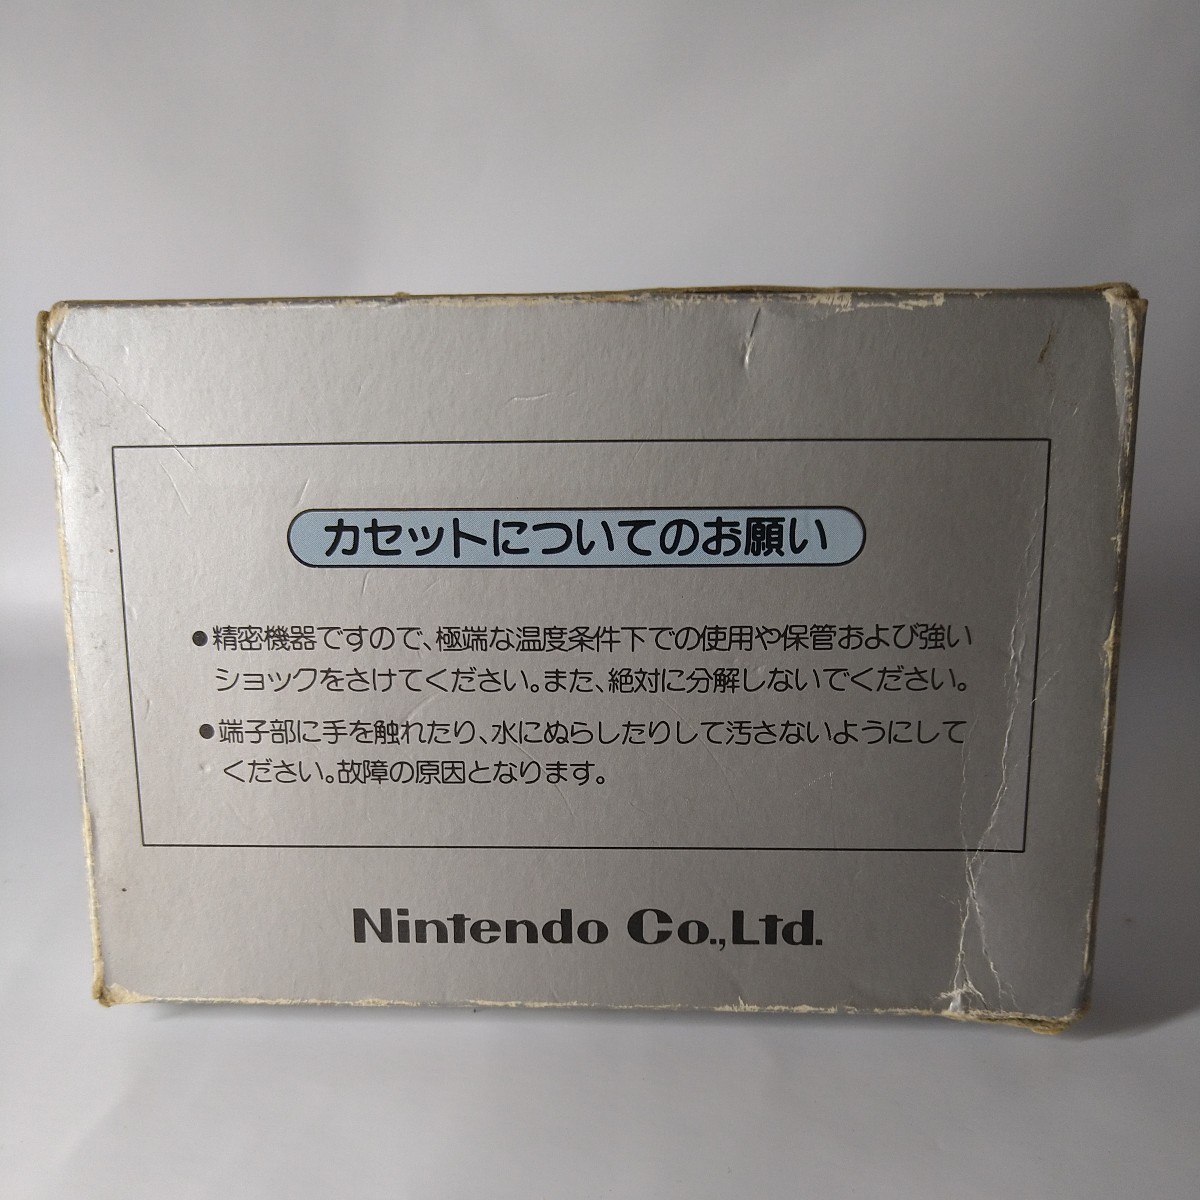 カセットについてのお願い
●精密機器ですので、極端な温度条件下での使用や保管および強い
ショックをさけてください。また、絶対に分解しないでください。
●端子部に手を触れたり、水にぬらしたりして汚さないようにして
ください。故障の原因となります。
Nintendo Co.,Ltd.